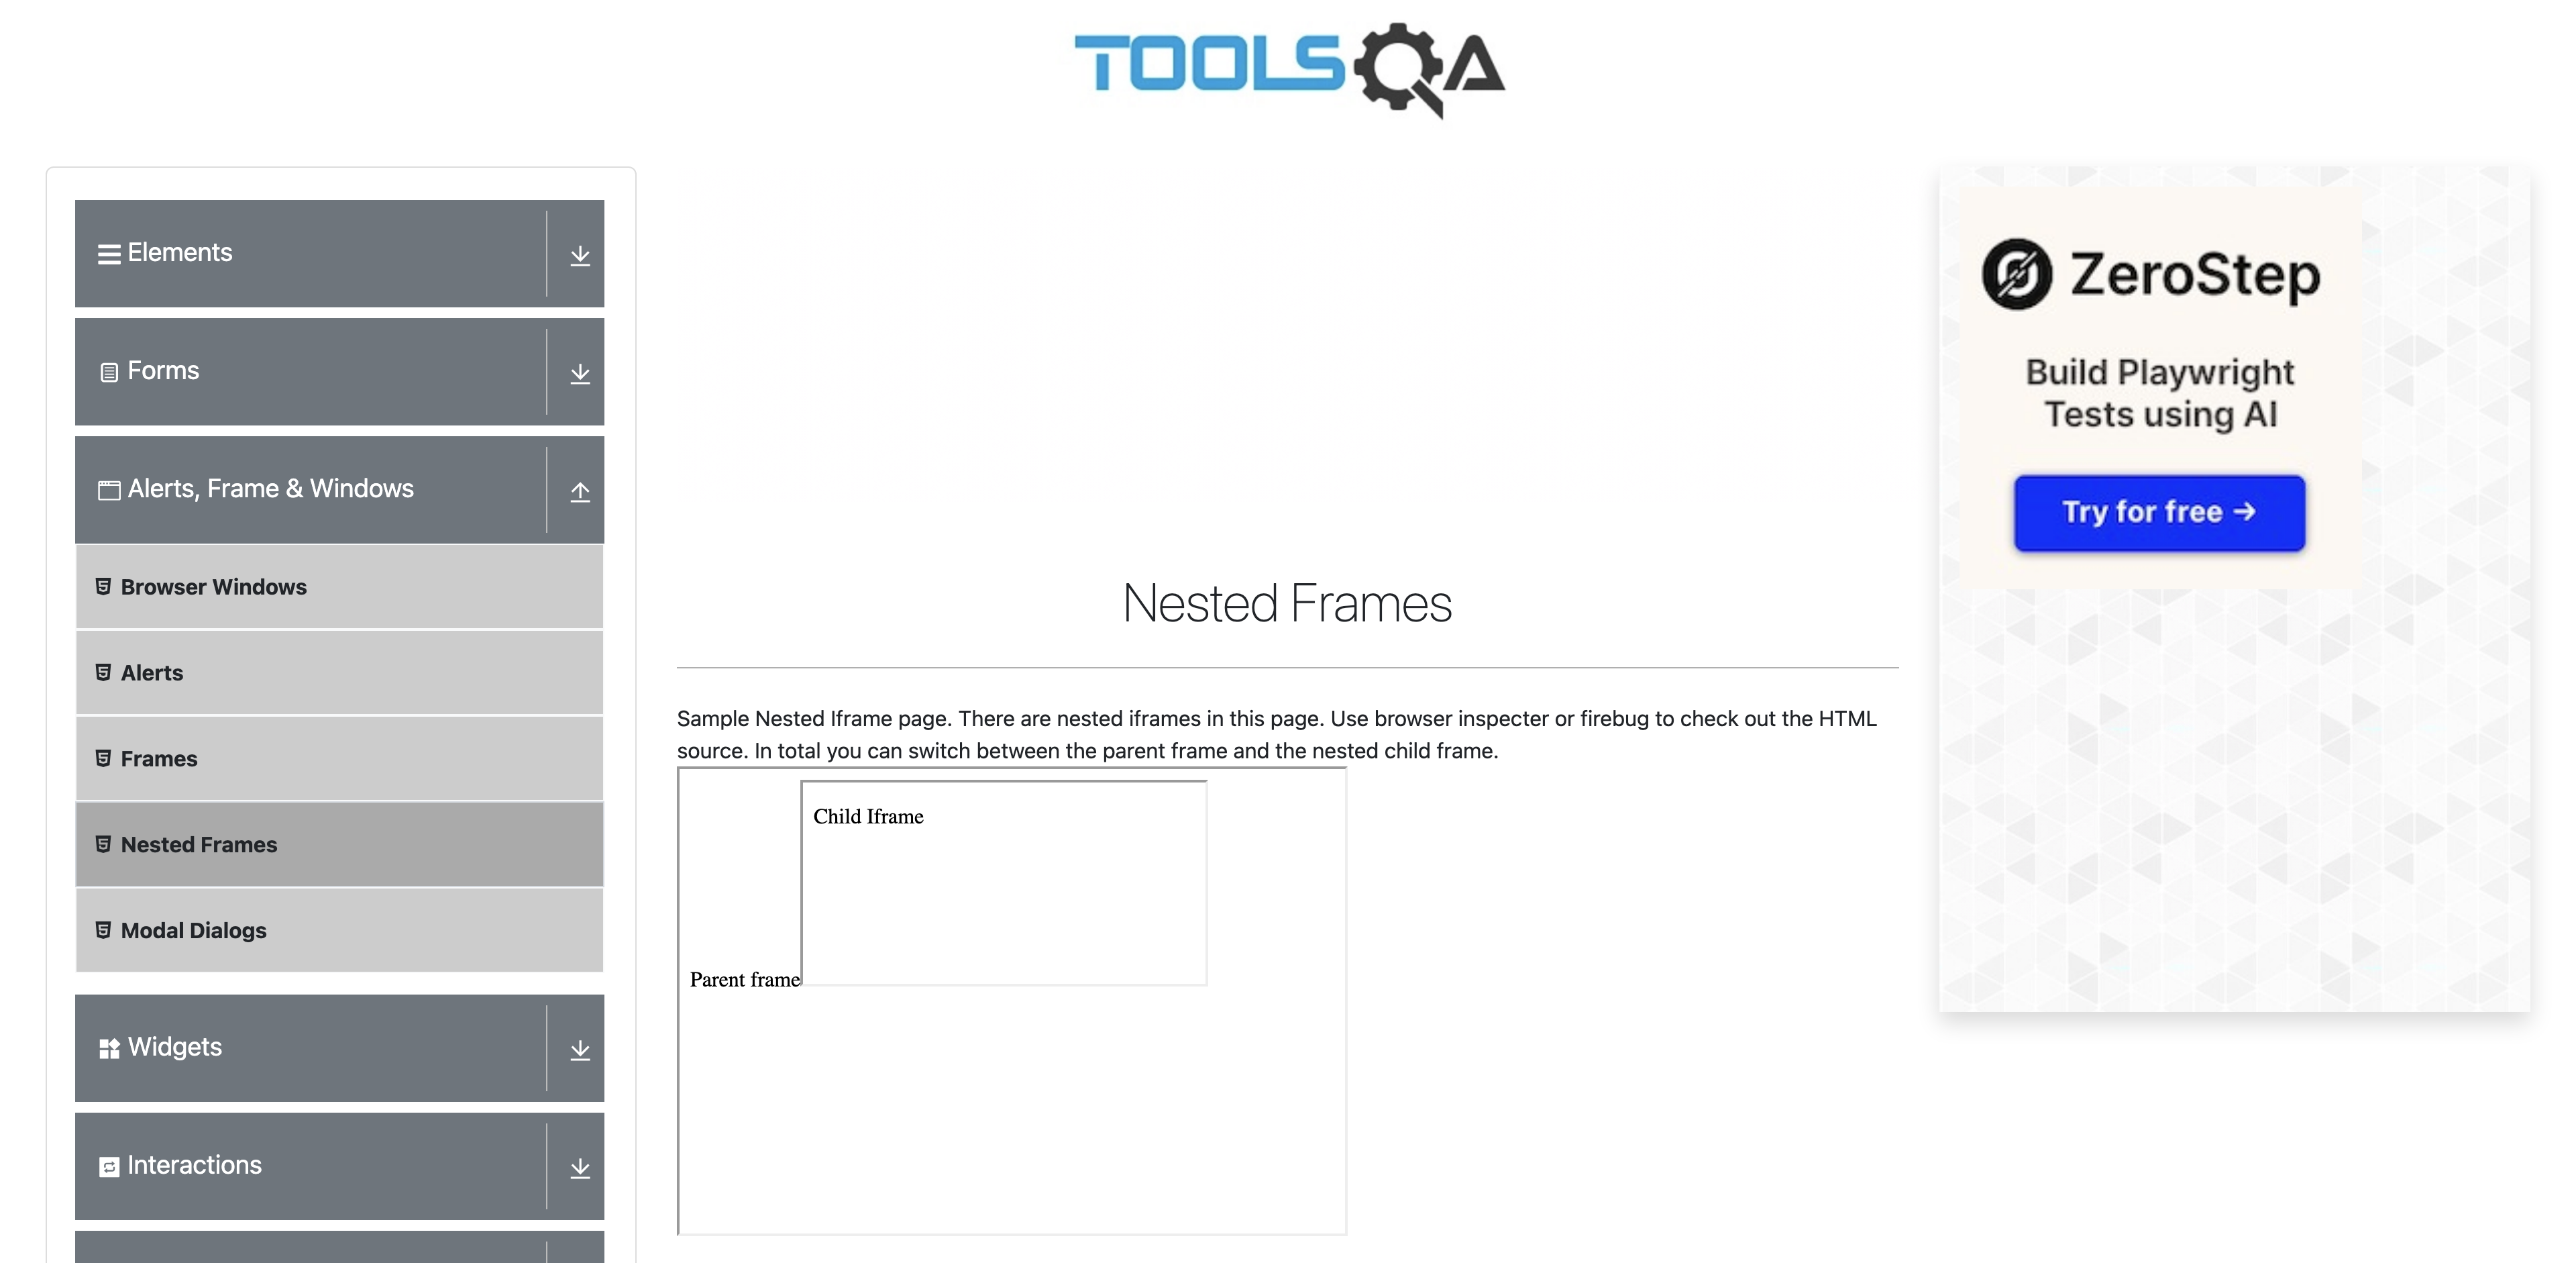 TOOLSQA
Elements
Forms
Alerts, Frame & Windows
Browser Windows
Alerts
Frames
Nested Frames
Modal Dialogs
Widgets
Interactions
Nested Frames
Sample Nested Iframe page. There are nested iframes in this page. Use browser inspecter or firebug to check out the HTML
source. In total you can switch between the parent frame and the nested child frame.
Child Iframe
Parent frame
ZeroStep
Build Playwright
Tests using AI
Try for free →